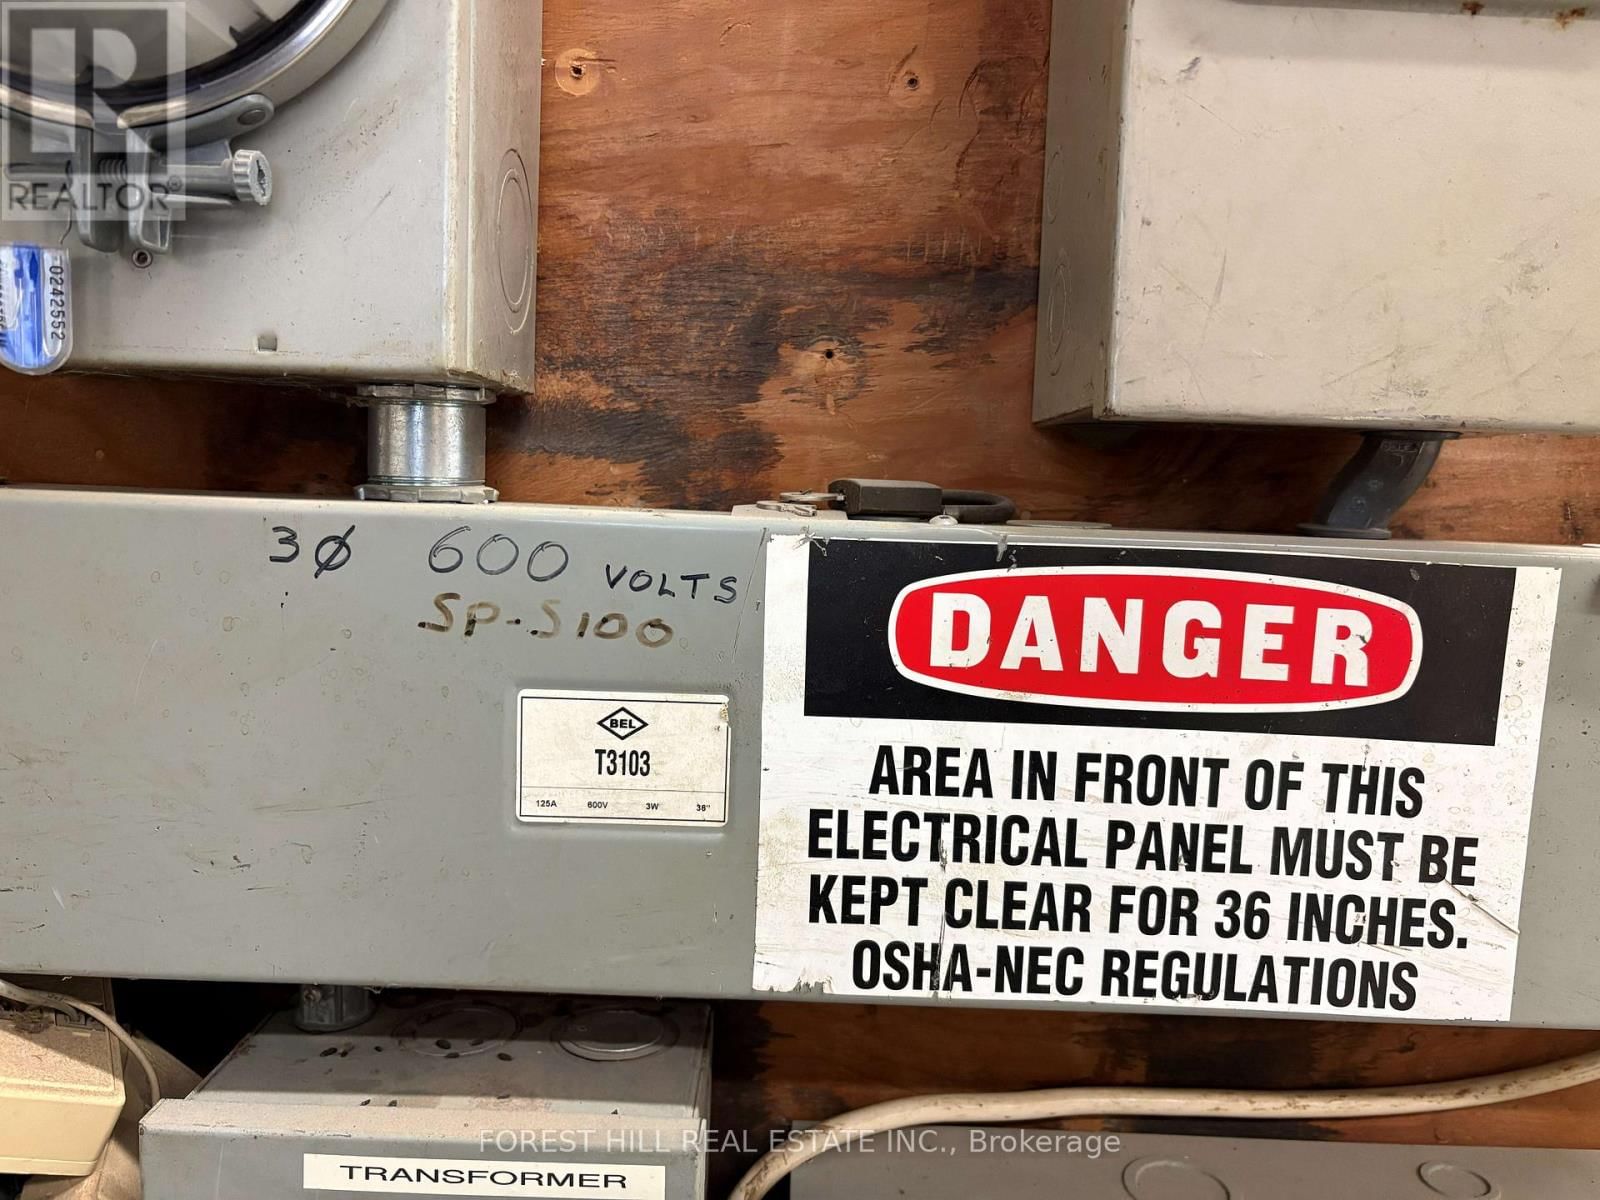 REALTOR®
02425552
3Ø 600 VOLTS
SP-S100
BEL
T3103
125A 600V 3W 38"
DANGER
AREA IN FRONT OF THIS
ELECTRICAL PANEL MUST BE
KEPT CLEAR FOR 36 INCHES.
OSHA-NEC REGULATIONS
FOREST HILL REAL ESTATE INC., Brokerage
TRANSFORMER